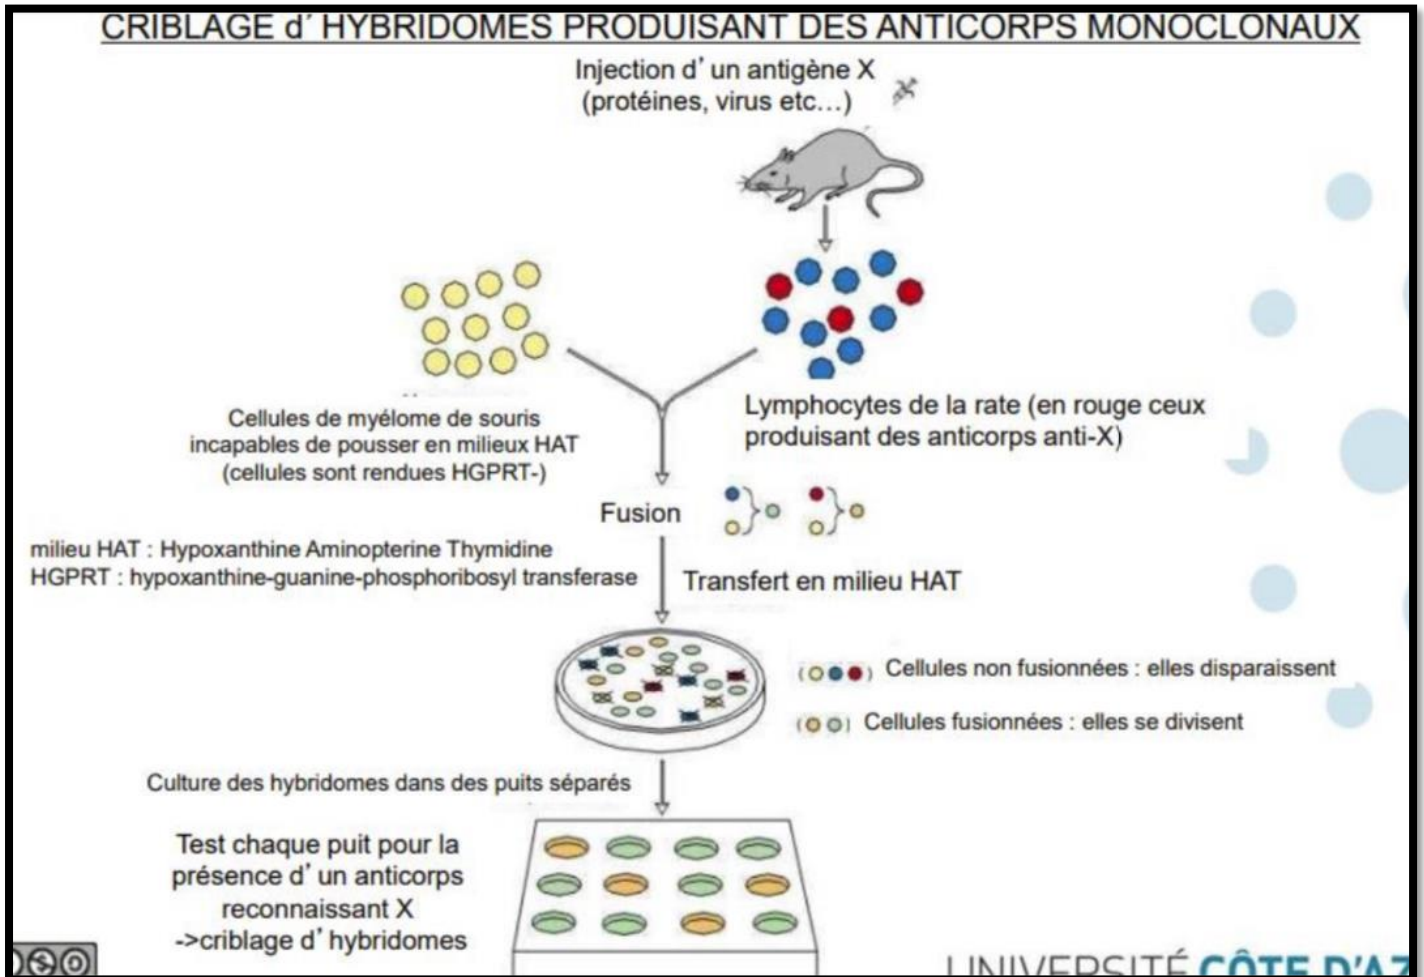 CRIBLAGE d' HYBRIDOMES PRODUISANT DES ANTICORPS MONOCLONAUX
Injection d' un antigène X
(protéines, virus etc...)
Cellules de myélome de souris
incapables de pousser en milieux HAT
(cellules sont rendues HGPRT-)
Lymphocytes de la rate (en rouge ceux
produisant des anticorps anti-X)
Fusion
milieu HAT : Hypoxanthine Aminopterine Thymidine
HGPRT : hypoxanthine-guanine-phosphoribosyl transferase
Transfert en milieu HAT
Cellules non fusionnées : elles disparaissent
Cellules fusionnées : elles se divisent
Culture des hybridomes dans des puits séparés
Test chaque puit pour la
présence d' un anticorps
reconnaissant X
->criblage d' hybridomes
UNIVERSITÉ CÔTE D'AZ